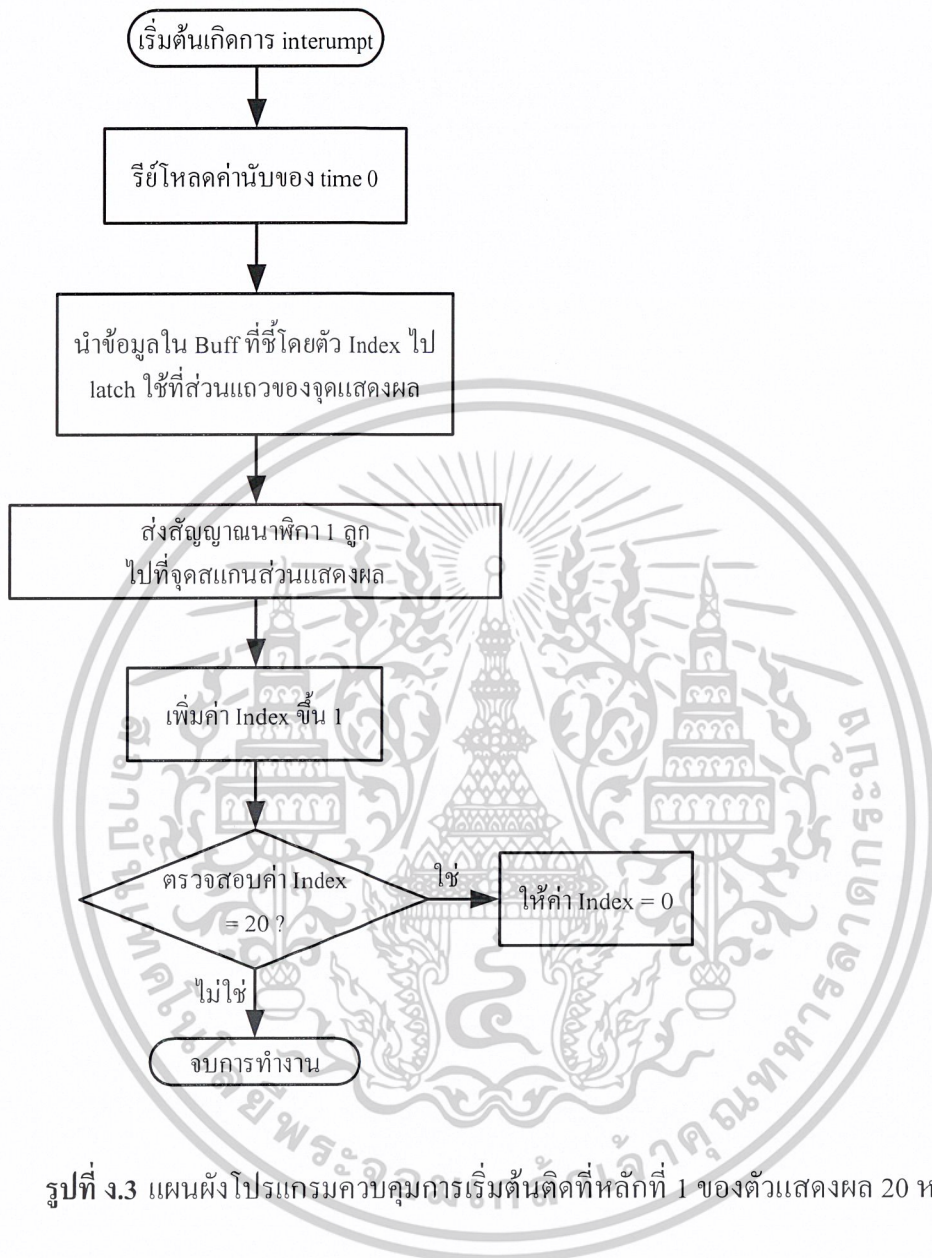 เริ่มต้นเกิดการ interumpt
รีย์โหลดค่านับของ time 0
นำข้อมูลใน Buff ที่ชี้โดยตัว Index ไป
latch ใช้ที่ส่วนแถวของจุดแสดงผล
ส่งสัญญาณนาฬิกา 1 ลูก
ไปที่จุดสแกนส่วนแสดงผล
เพิ่มค่า Index ขึ้น 1
ตรวจสอบค่า Index
= 20 ?
ใช่
ให้ค่า Index = 0
ไม่ใช่
จบการทำงาน
รูปที่ ง.3 แผนผังโปรแกรมควบคุมการเริ่มต้นติดที่หลักที่ 1 ของตัวแสดงผล 20 ห